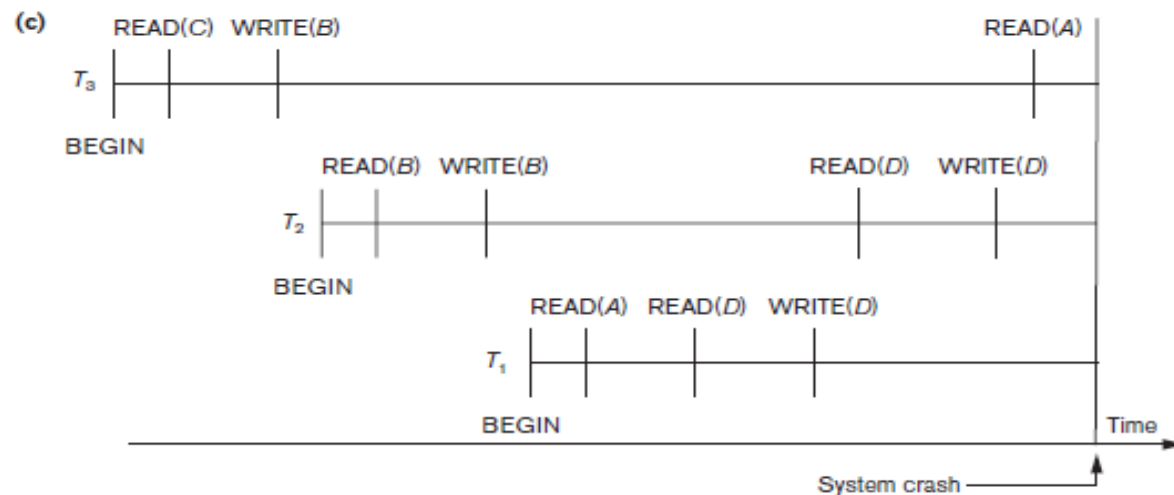 (c)
READ(C) WRITE(B) READ(A)
T₃
BEGIN
READ(B) WRITE(B) READ(D) WRITE(D)
T₂
BEGIN
READ(A) READ(D) WRITE(D)
T₁
BEGIN
Time
System crash